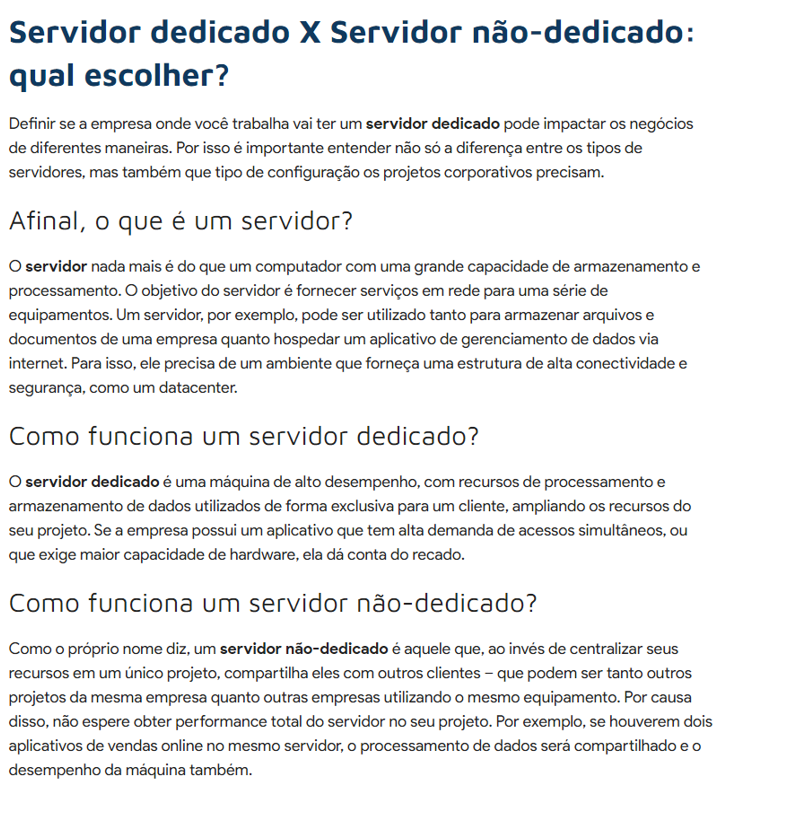 Servidor dedicado X Servidor não-dedicado:
qual escolher?
Definir se a empresa onde você trabalha vai ter um servidor dedicado pode impactar os negócios
de diferentes maneiras. Por isso é importante entender não só a diferença entre os tipos de
servidores, mas também que tipo de configuração os projetos corporativos precisam.
Afinal, o que é um servidor?
O servidor nada mais é do que um computador com uma grande capacidade de armazenamento e
processamento. O objetivo do servidor é fornecer serviços em rede para uma série de
equipamentos. Um servidor, por exemplo, pode ser utilizado tanto para armazenar arquivos e
documentos de uma empresa quanto hospedar um aplicativo de gerenciamento de dados via
internet. Para isso, ele precisa de um ambiente que forneça uma estrutura de alta conectividade e
segurança, como um datacenter.
Como funciona um servidor dedicado?
O servidor dedicado é uma máquina de alto desempenho, com recursos de processamento e
armazenamento de dados utilizados de forma exclusiva para um cliente, ampliando os recursos do
seu projeto. Se a empresa possui um aplicativo que tem alta demanda de acessos simultâneos, ou
que exige maior capacidade de hardware, ela dá conta do recado.
Como funciona um servidor não-dedicado?
Como o próprio nome diz, um servidor não-dedicado é aquele que, ao invés de centralizar seus
recursos em um único projeto, compartilha eles com outros clientes – que podem ser tanto outros
projetos da mesma empresa quanto outras empresas utilizando o mesmo equipamento. Por causa
disso, não espere obter performance total do servidor no seu projeto. Por exemplo, se houverem dois
aplicativos de vendas online no mesmo servidor, o processamento de dados será compartilhado e o
desempenho da máquina também.